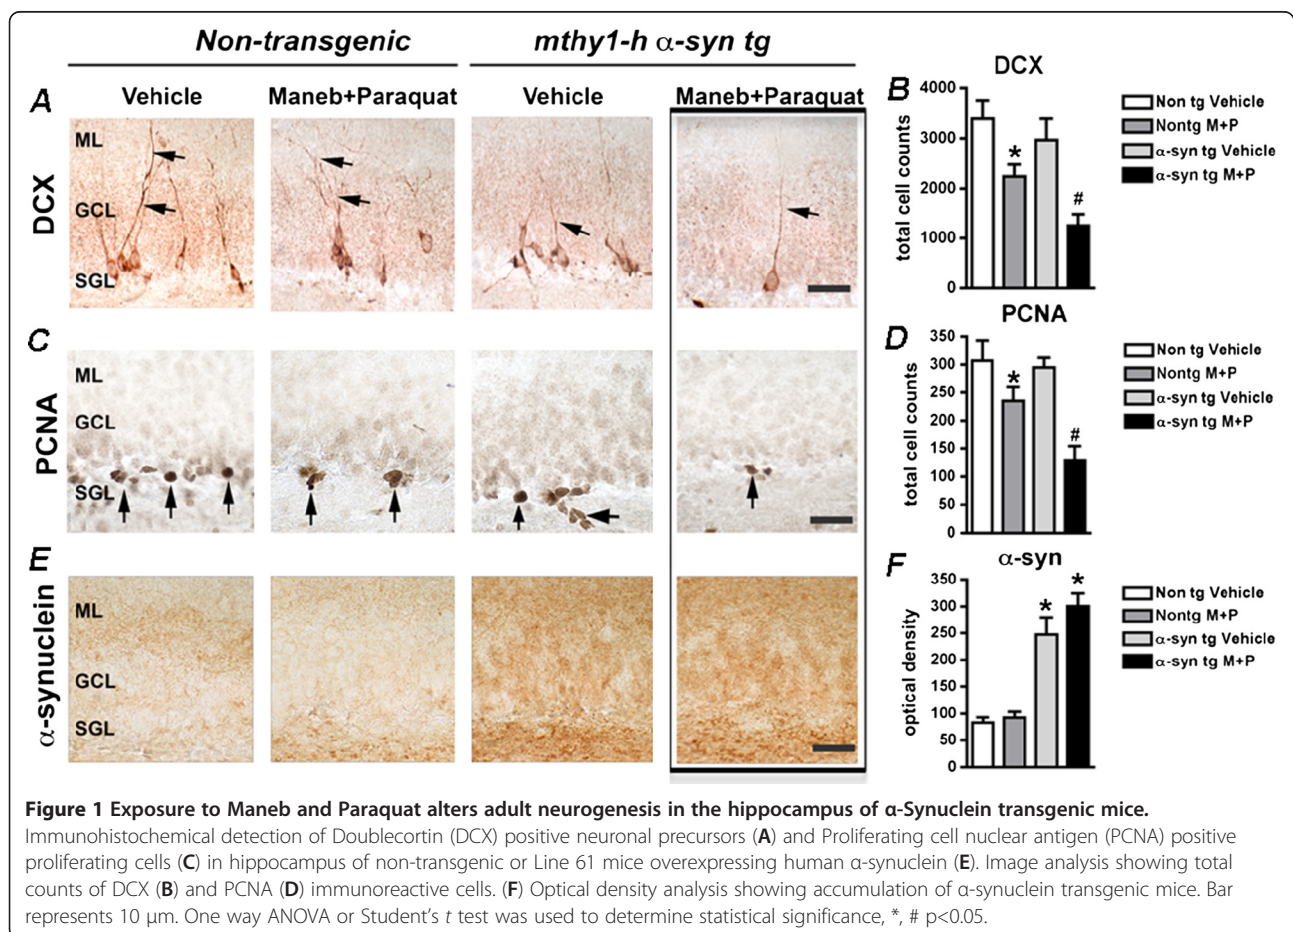 Non-transgenic
mthy1-h α-syn tg
A
Vehicle
Maneb+Paraquat
Vehicle
Maneb+Paraquat
DCX
ML
GCL
SGL
B
DCX
total cell counts
4000
3000
2000
1000
0
*
#
Non tg Vehicle
Nontg M+P
α-syn tg Vehicle
α-syn tg M+P
C
PCNA
ML
GCL
SGL
D
PCNA
total cell counts
350
300
250
200
150
100
50
0
*
#
Non tg Vehicle
Nontg M+P
α-syn tg Vehicle
α-syn tg M+P
E
α-synuclein
ML
GCL
SGL
F
α-syn
optical density
350
300
250
200
150
100
50
0
*
*
Non tg Vehicle
Nontg M+P
α-syn tg Vehicle
α-syn tg M+P
Figure 1 Exposure to Maneb and Paraquat alters adult neurogenesis in the hippocampus of α-Synuclein transgenic mice.
Immunohistochemical detection of Doublecortin (DCX) positive neuronal precursors (A) and Proliferating cell nuclear antigen (PCNA) positive
proliferating cells (C) in hippocampus of non-transgenic or Line 61 mice overexpressing human α-synuclein (E). Image analysis showing total
counts of DCX (B) and PCNA (D) immunoreactive cells. (F) Optical density analysis showing accumulation of α-synuclein transgenic mice. Bar
represents 10 μm. One way ANOVA or Student's t test was used to determine statistical significance, *, # p<0.05.